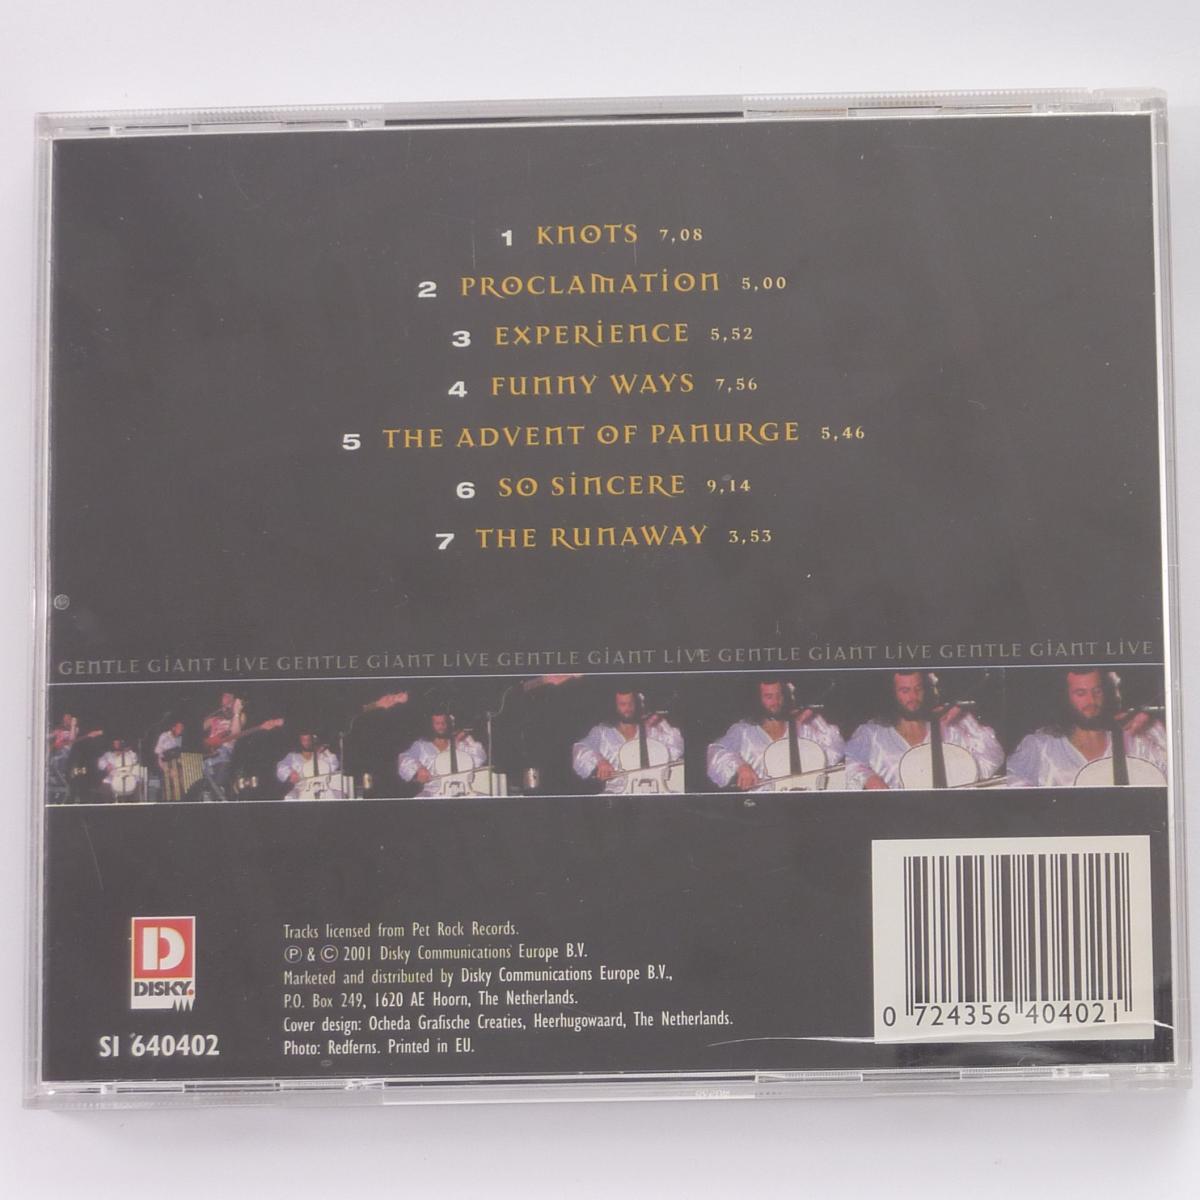 1 KNOTS 7,08
2 PROCLAMATION 5,00
3 EXPERIENCE 5,52
4 FUNNY WAYS 7,56
5 THE ADVENT OF PANURGE 5,46
6 SO SINCERE 9,14
7 THE RUNAWAY 3,53
GENTLE GIANT LIVE GENTLE GIANT LIVE GENTLE GIANT LIVE GENTLE GIANT LIVE GENTLE GIANT LIVE
D
DISKY.
SI 640402
Tracks licensed from Pet Rock Records.
Ⓟ & © 2001 Disky Communications Europe B.V.
Marketed and distributed by Disky Communications Europe B.V.,
P.O. Box 249, 1620 AE Hoorn, The Netherlands.
Cover design: Ocheda Grafische Creaties, Heerhugowaard, The Netherlands.
Photo: Redferns. Printed in EU.
0 724356 404021